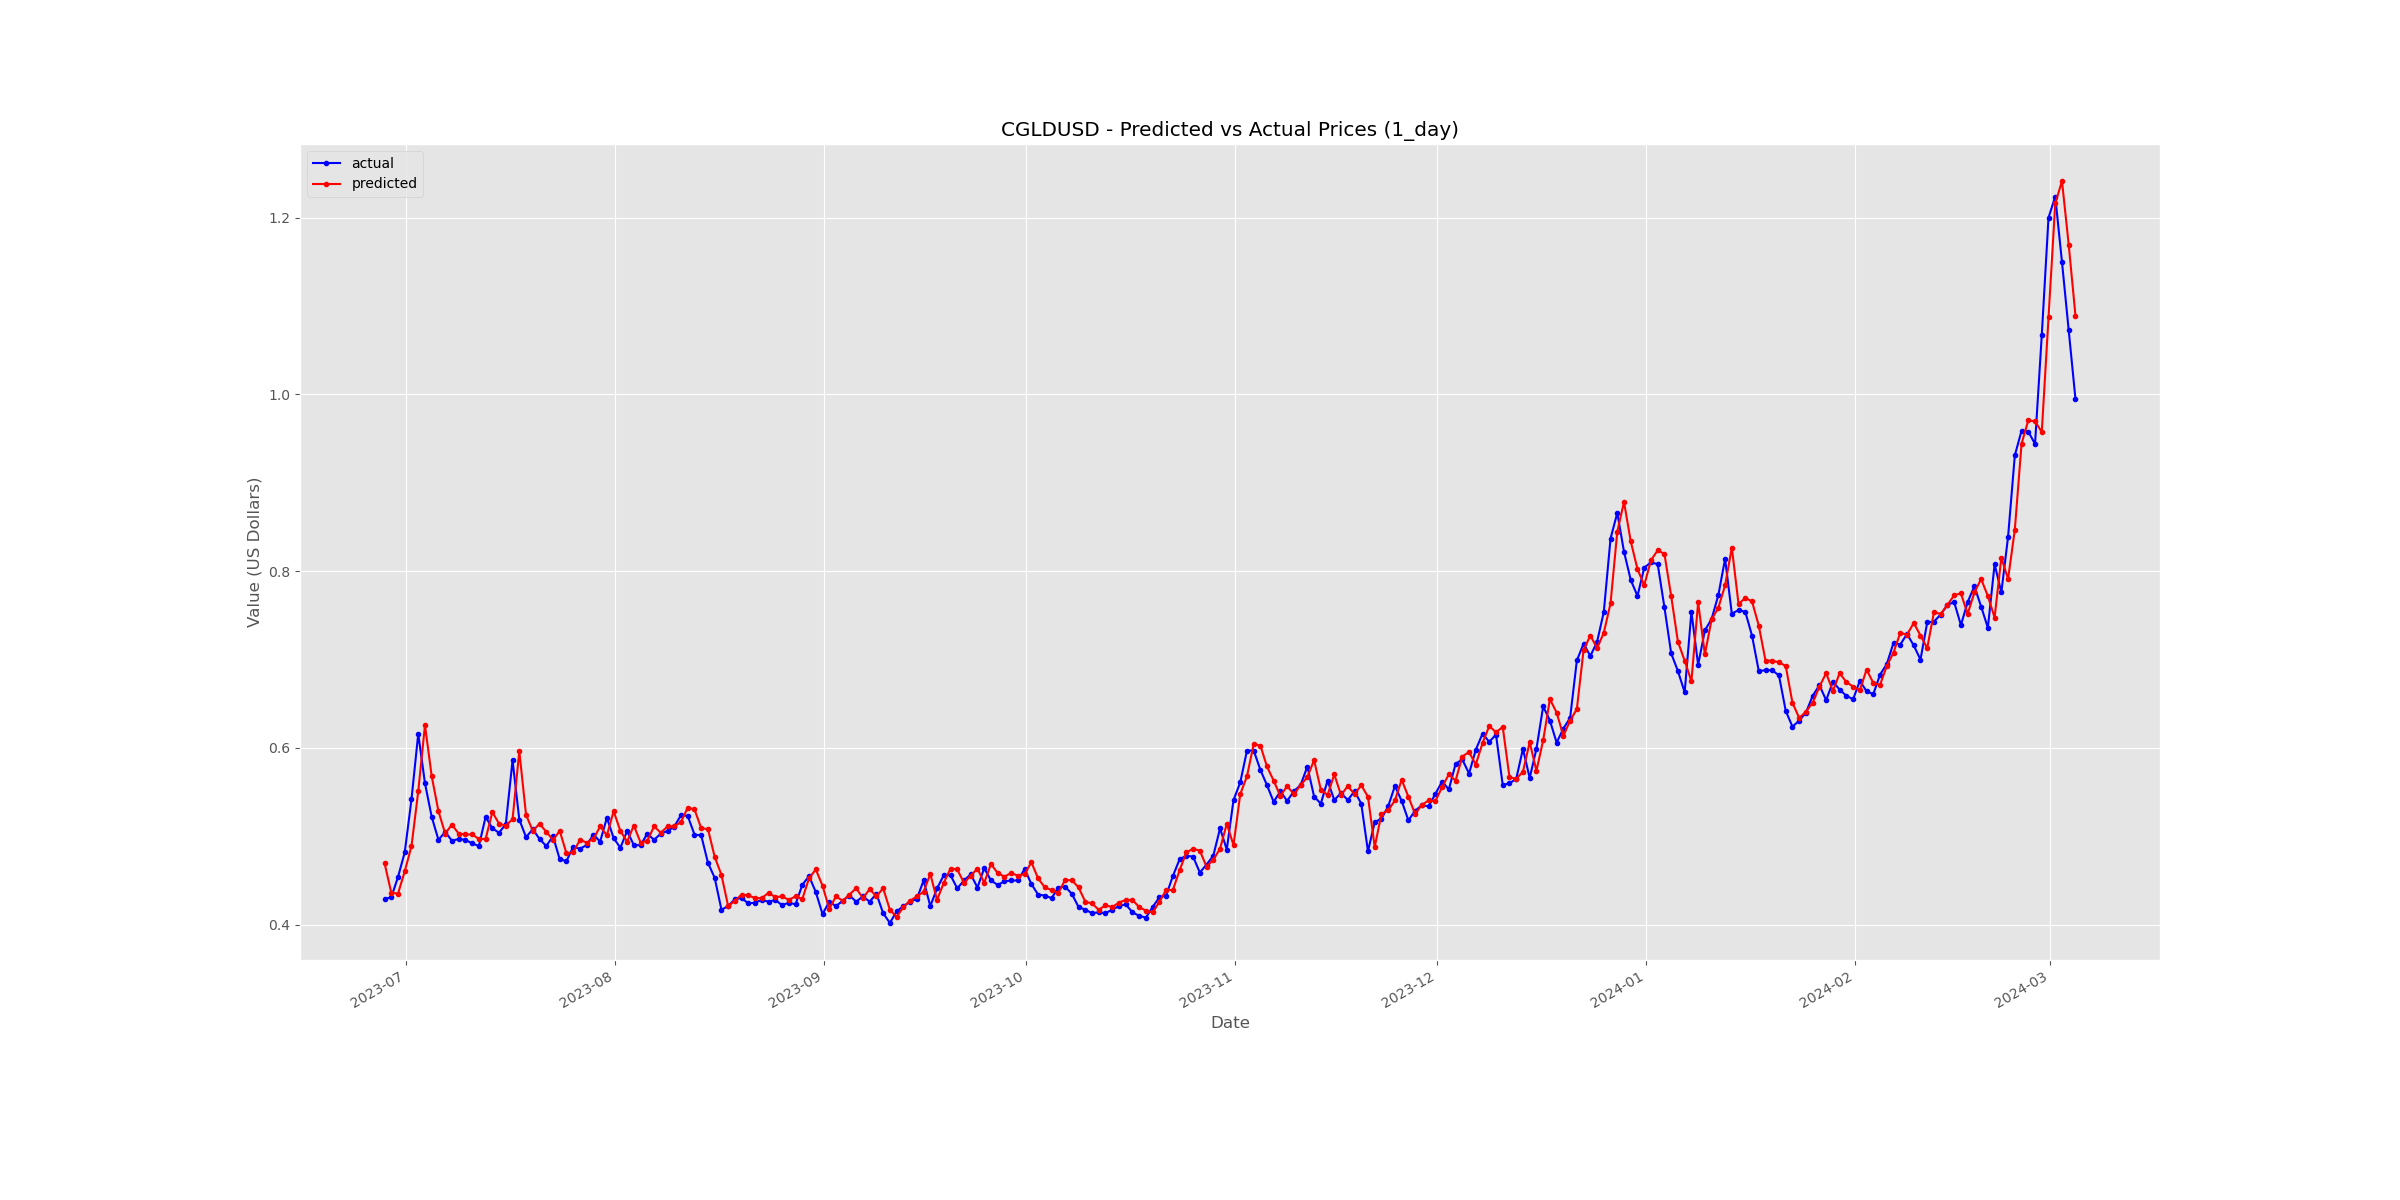 CGLDUSD - Predicted vs Actual Prices (1_day)
actual
predicted
1.2
1.0
0.8
0.6
0.4
Value (US Dollars)
2023-07
2023-08
2023-09
2023-10
2023-11
2023-12
2024-01
2024-02
2024-03
Date